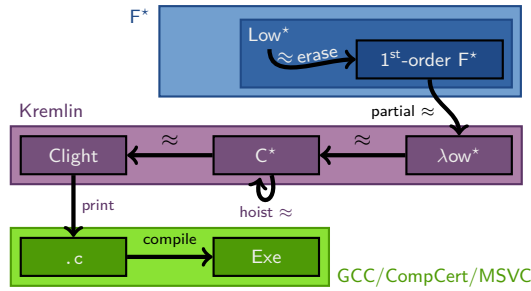 F⋆
Low⋆
≈ erase
1st-order F⋆
partial ≈
Kremlin
Clight
≈
C⋆
≈
λow⋆
hoist ≈
print
.c
compile
Exe
GCC/CompCert/MSVC